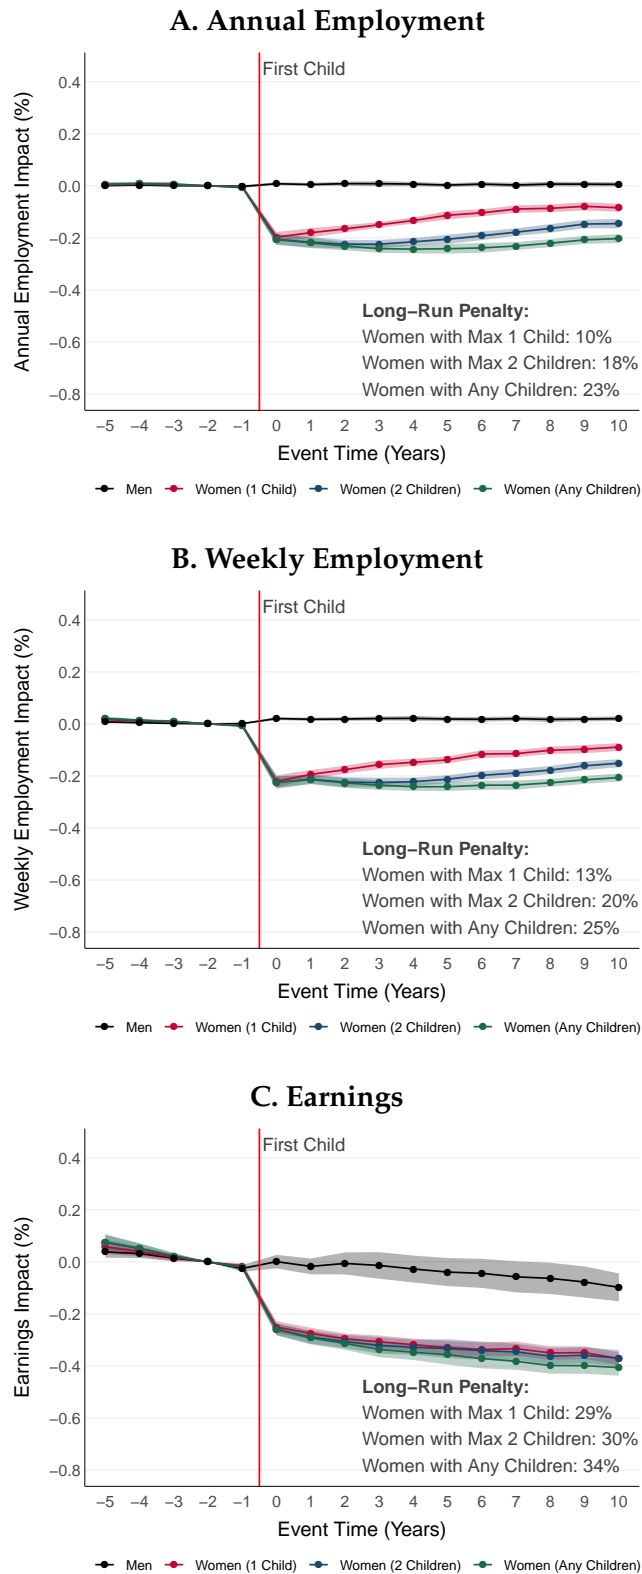 A. Annual Employment
First Child
0.4
0.2
0.0
−0.2
−0.4
−0.6
−0.8
Annual Employment Impact (%)
Long−Run Penalty:
Women with Max 1 Child: 10%
Women with Max 2 Children: 18%
Women with Any Children: 23%
−5 −4 −3 −2 −1 0 1 2 3 4 5 6 7 8 9 10
Event Time (Years)
Men Women (1 Child) Women (2 Children) Women (Any Children)
B. Weekly Employment
First Child
0.4
0.2
0.0
−0.2
−0.4
−0.6
−0.8
Weekly Employment Impact (%)
Long−Run Penalty:
Women with Max 1 Child: 13%
Women with Max 2 Children: 20%
Women with Any Children: 25%
−5 −4 −3 −2 −1 0 1 2 3 4 5 6 7 8 9 10
Event Time (Years)
Men Women (1 Child) Women (2 Children) Women (Any Children)
C. Earnings
First Child
0.4
0.2
0.0
−0.2
−0.4
−0.6
−0.8
Earnings Impact (%)
Long−Run Penalty:
Women with Max 1 Child: 29%
Women with Max 2 Children: 30%
Women with Any Children: 34%
−5 −4 −3 −2 −1 0 1 2 3 4 5 6 7 8 9 10
Event Time (Years)
Men Women (1 Child) Women (2 Children) Women (Any Children)